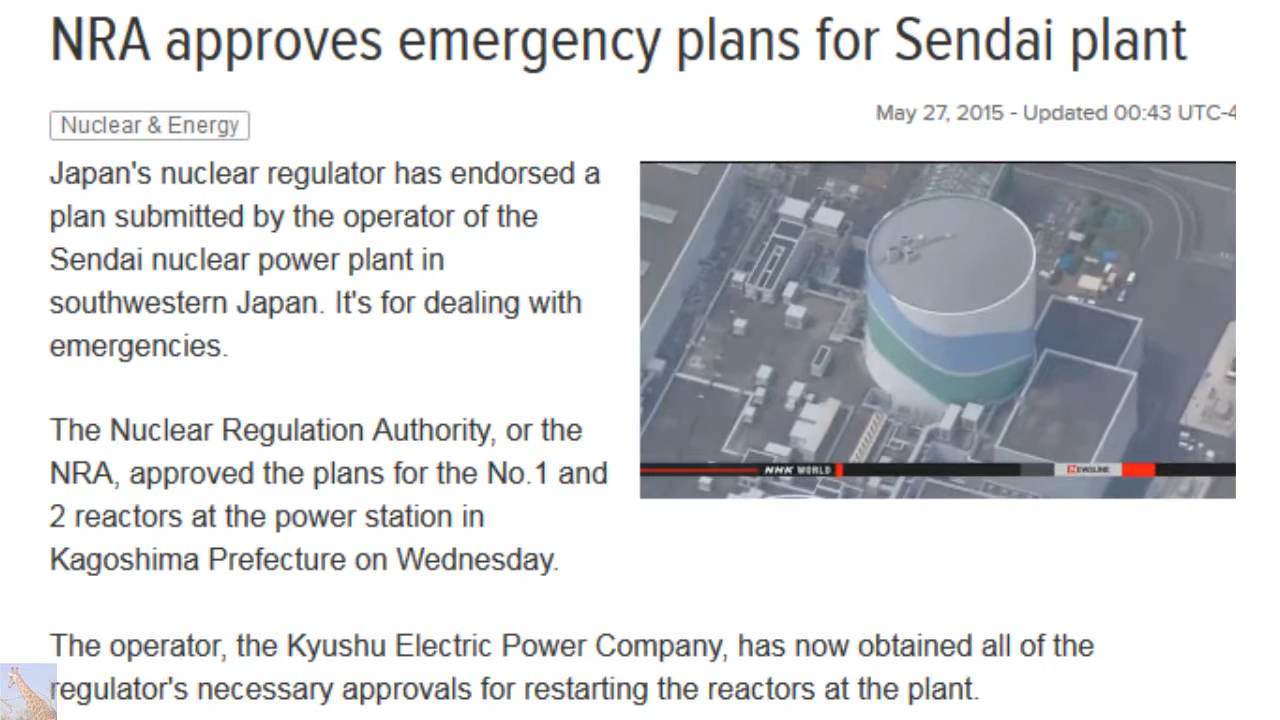 NRA approves emergency plans for Sendai plant
Nuclear & Energy
May 27, 2015 - Updated 00:43 UTC-4
Japan's nuclear regulator has endorsed a
plan submitted by the operator of the
Sendai nuclear power plant in
southwestern Japan. It's for dealing with
emergencies.
The Nuclear Regulation Authority, or the
NRA, approved the plans for the No.1 and
2 reactors at the power station in
Kagoshima Prefecture on Wednesday.
NHK WORLD
NEWSLINE
The operator, the Kyushu Electric Power Company, has now obtained all of the
regulator's necessary approvals for restarting the reactors at the plant.